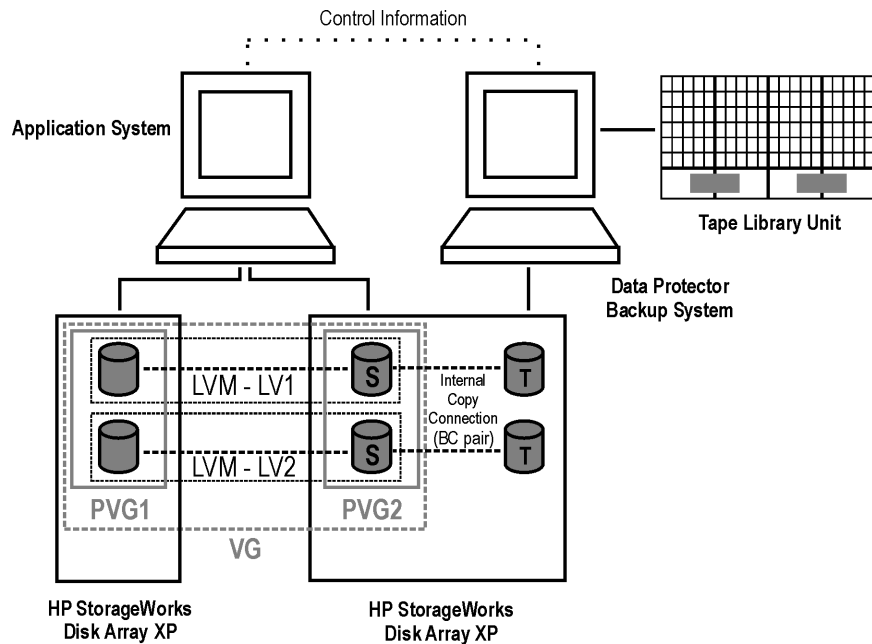 Control Information
Application System
Tape Library Unit
Data Protector
Backup System
S
T
LVM - LV1
Internal
Copy
Connection
(BC pair)
S
T
LVM - LV2
PVG1
PVG2
VG
HP StorageWorks
Disk Array XP
HP StorageWorks
Disk Array XP